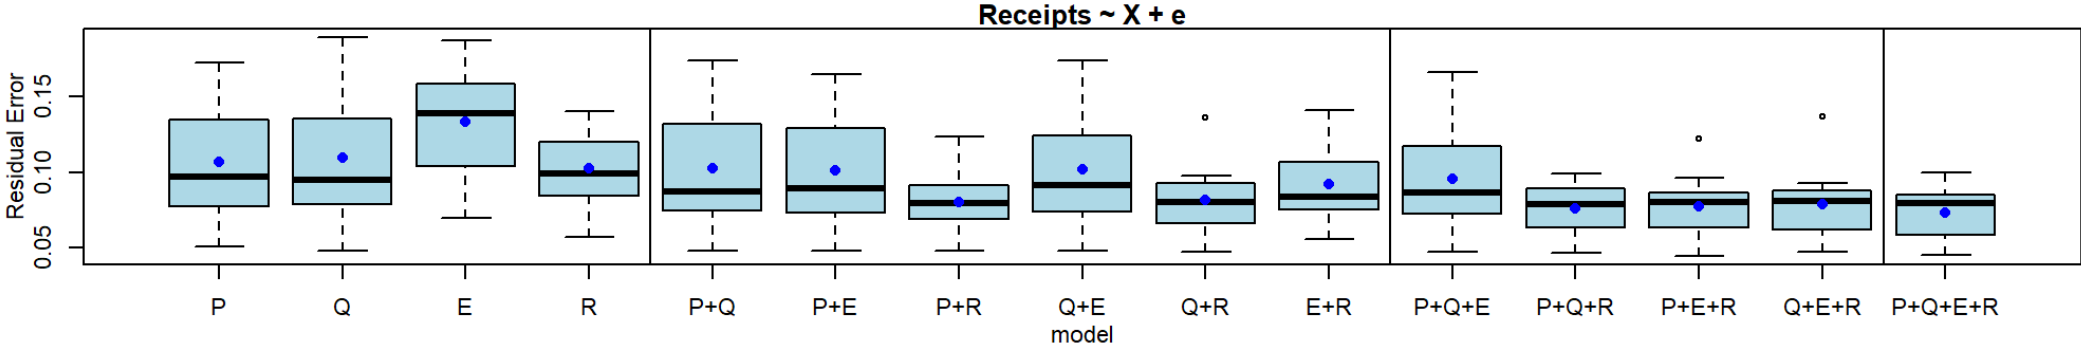 Receipts ~ X + e
Residual Error
0.15
0.10
0.05
P Q E R P+Q P+E P+R Q+E Q+R E+R P+Q+E P+Q+R P+E+R Q+E+R P+Q+E+R
model